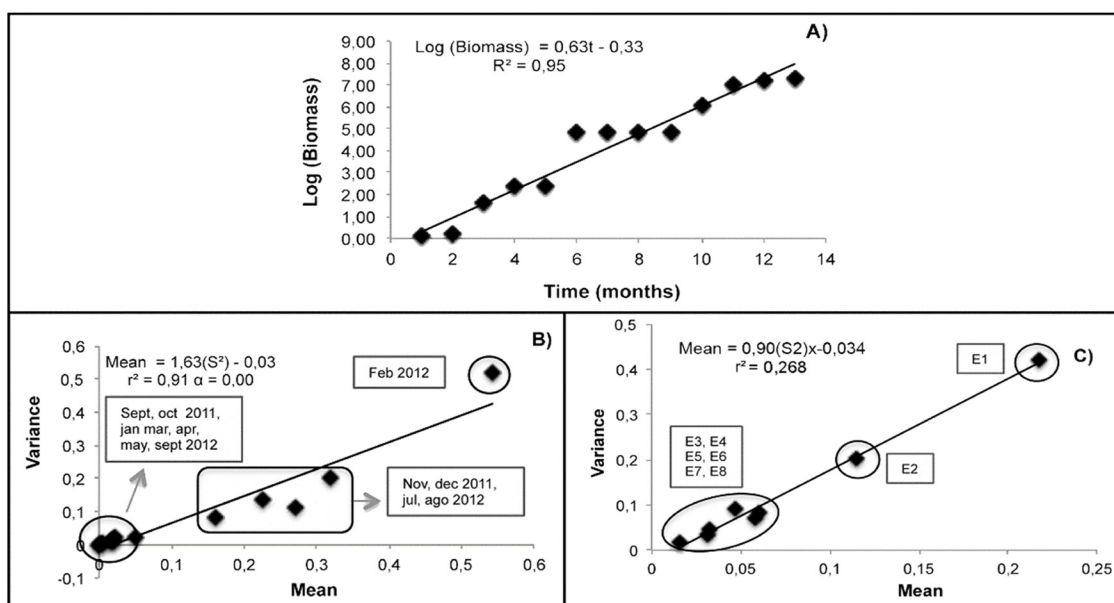 A)
Log (Biomass) = 0,63t - 0,33
R² = 0,95
Log (Biomass)
9,00
8,00
7,00
6,00
5,00
4,00
3,00
2,00
1,00
0,00
0 2 4 6 8 10 12 14
Time (months)
B)
Mean = 1,63(S²) - 0,03
r² = 0,91 α = 0,00
Feb 2012
Sept, oct 2011,
jan mar, apr,
may, sept 2012
Nov, dec 2011,
jul, ago 2012
Variance
0,6
0,5
0,4
0,3
0,2
0,1
0
-0,1
0 0,1 0,2 0,3 0,4 0,5 0,6
Mean
C)
Mean = 0,90(S2)x-0,034
r² = 0,268
E1
E2
E3, E4
E5, E6
E7, E8
Variance
0,5
0,4
0,3
0,2
0,1
0
0 0,05 0,1 0,15 0,2 0,25
Mean